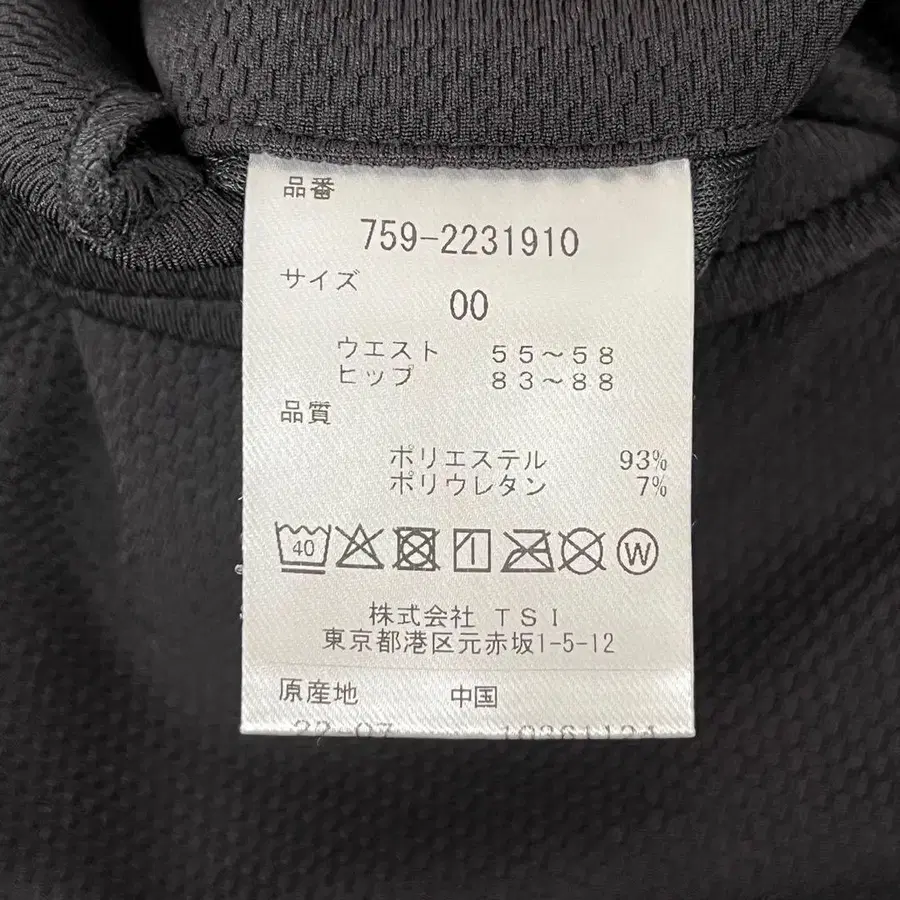 品番
759-2231910
サイズ
00
ウエスト 55~58
ヒップ 83~88
品質
ポリエステル 93%
ポリウレタン 7%
40
W
株式会社 TSI
東京都港区元赤坂1-5-12
原産地 中国
22-07